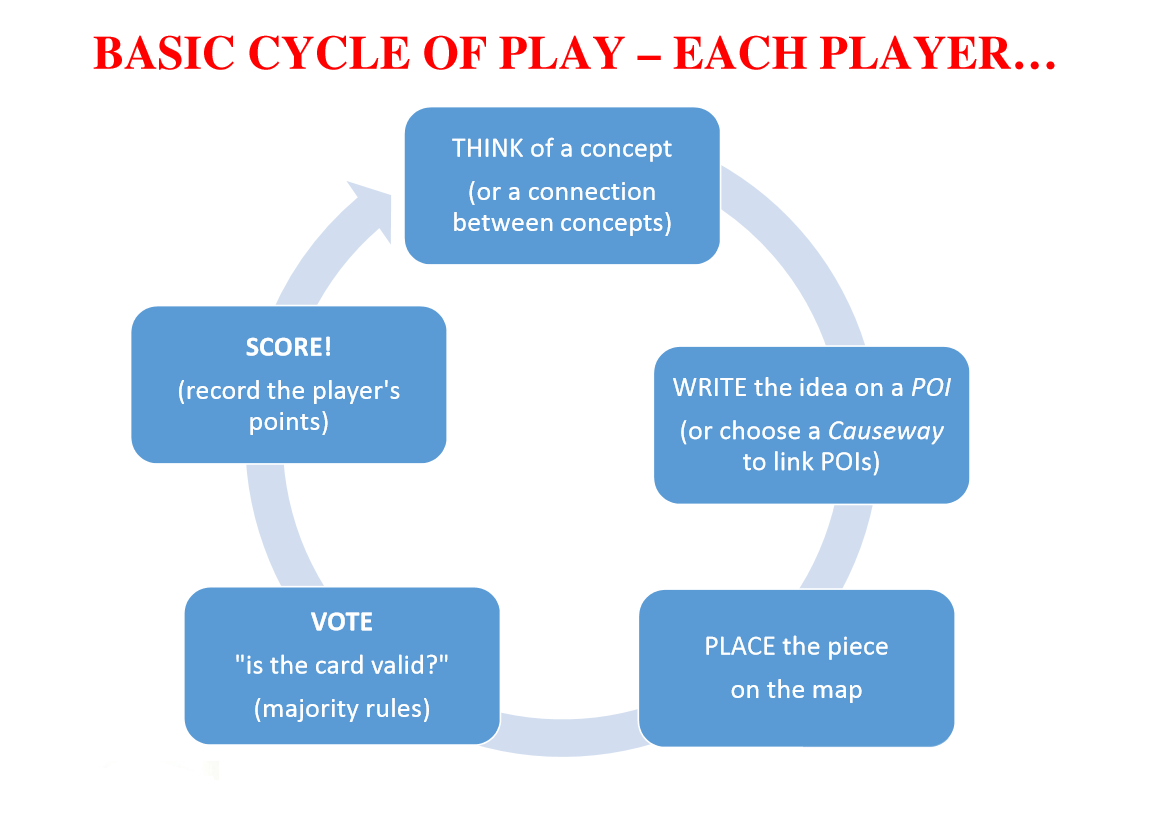 BASIC CYCLE OF PLAY – EACH PLAYER…
THINK of a concept
(or a connection
between concepts)
WRITE the idea on a POI
(or choose a Causeway
to link POIs)
PLACE the piece
on the map
VOTE
"is the card valid?"
(majority rules)
SCORE!
(record the player's
points)